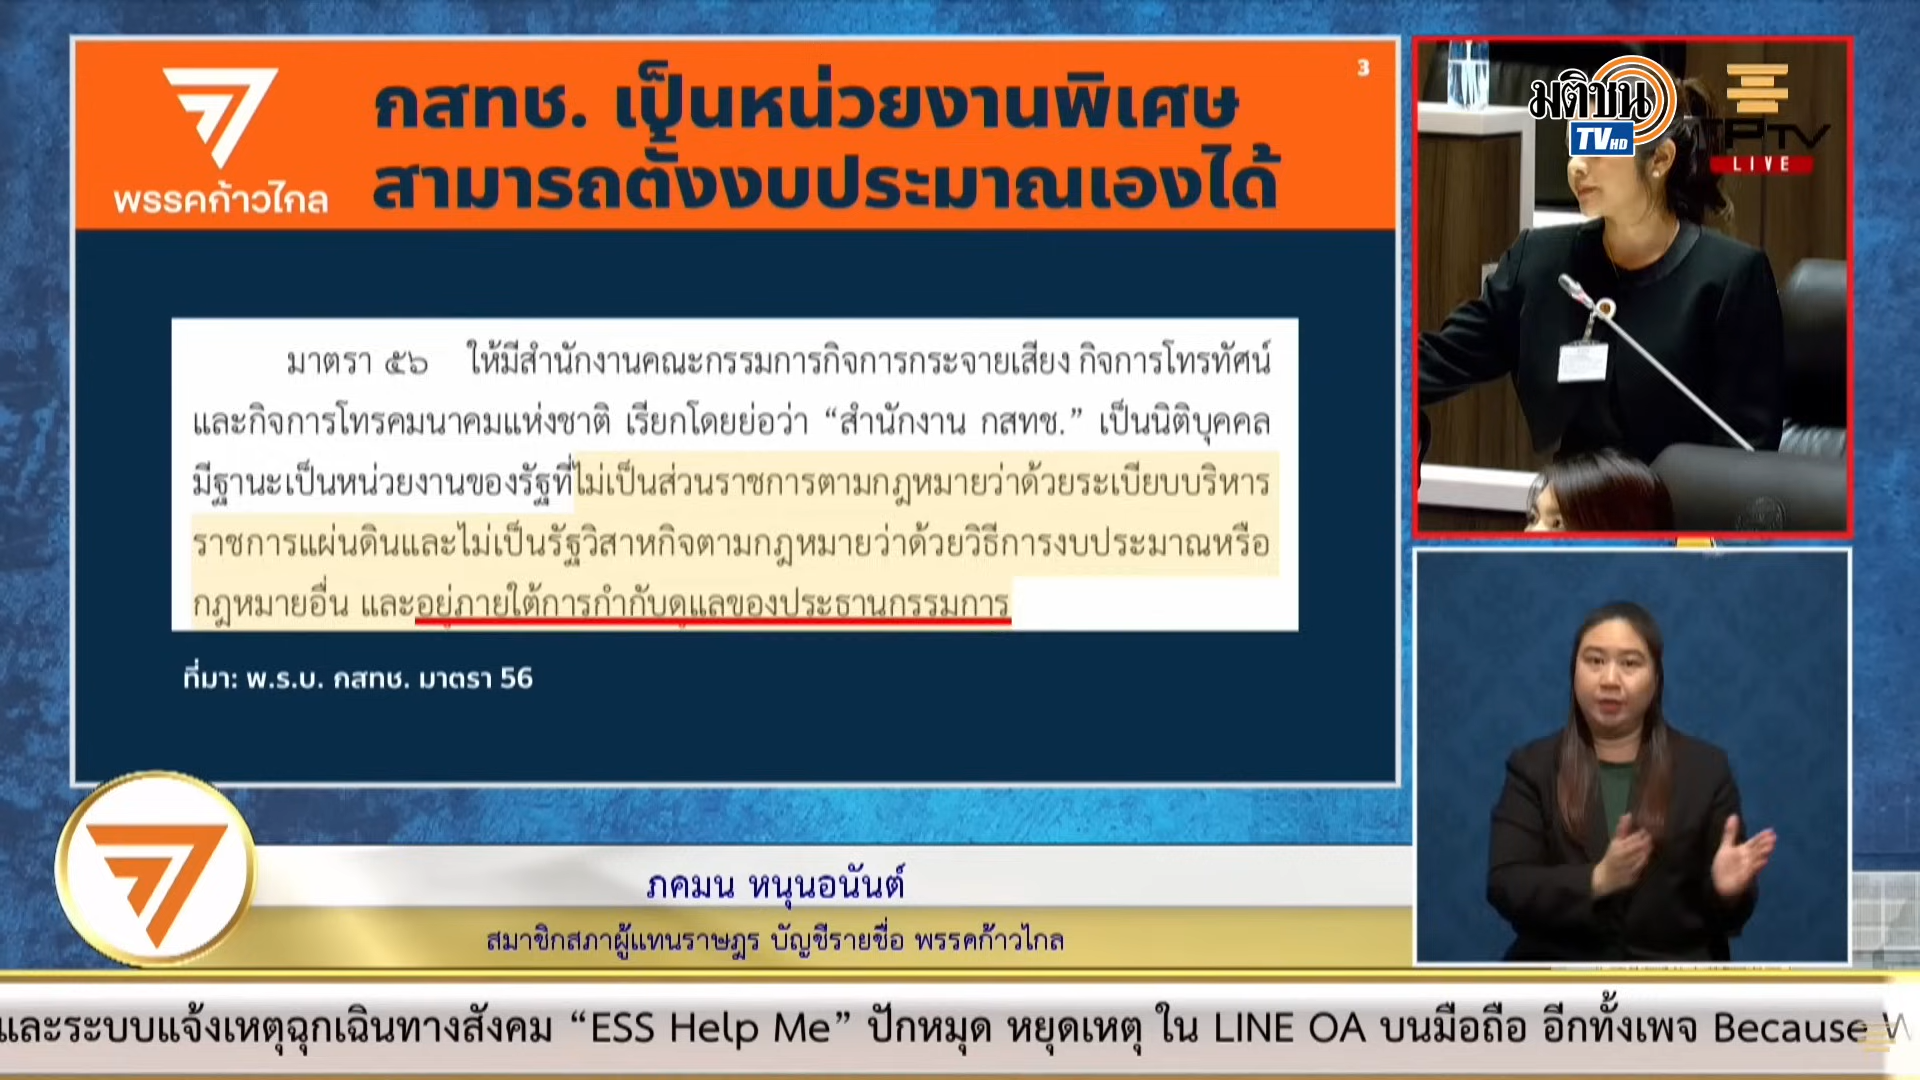 พรรคก้าวไกล
กสทช. เป็นหน่วยงานพิเศษ
สามารถตั้งงบประมาณเองได้
3
มาตรา ๕๖ ให้มีสำนักงานคณะกรรมการกิจการกระจายเสียง กิจการโทรทัศน์
และกิจการโทรคมนาคมแห่งชาติ เรียกโดยย่อว่า “สำนักงาน กสทช.” เป็นนิติบุคคล
มีฐานะเป็นหน่วยงานของรัฐที่ไม่เป็นส่วนราชการตามกฎหมายว่าด้วยระเบียบบริหาร
ราชการแผ่นดินและไม่เป็นรัฐวิสาหกิจตามกฎหมายว่าด้วยวิธีการงบประมาณหรือ
กฎหมายอื่น และอยู่ภายใต้การกำกับดูแลของประธานกรรมการ
ที่มา: พ.ร.บ. กสทช. มาตรา 56
มติชน
TV HD
TPTV
LIVE
ภคมน หนุนอนันต์
สมาชิกสภาผู้แทนราษฎร บัญชีรายชื่อ พรรคก้าวไกล
และระบบแจ้งเหตุฉุกเฉินทางสังคม “ESS Help Me” ปักหมุด หยุดเหตุ ใน LINE OA บนมือถือ อีกทั้งเพจ Because W